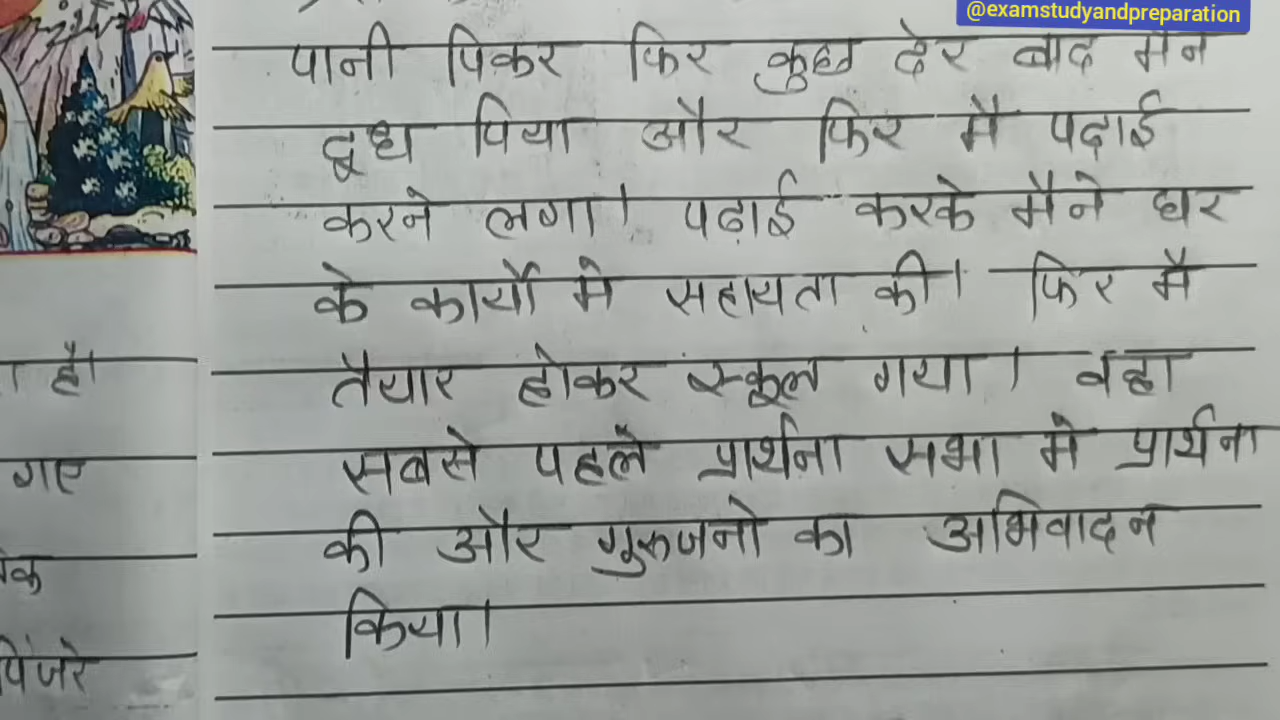 @examstudyandpreparation
पानी पिकर फिर कुछ देर बाद मैने
दूध पिया और फिर मै पढ़ाई
करने लगा। पढ़ाई करके मैने घर
के कार्यो मे सहायता की। फिर मै
तैयार होकर स्कूल गया। वहा
सबसे पहले प्रार्थना सभा मे प्रार्थना
की और गुरुजनो का अभिवादन
किया।
है।
गए
पिंजरे